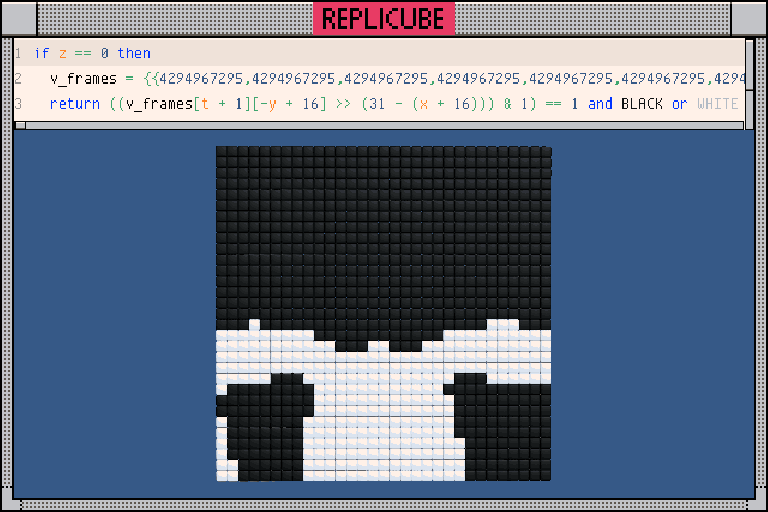 REPLICUBE
1 if z == 0 then
2 v_frames = {{4294967295,4294967295,4294967295,4294967295,4294967295,4294967295,4294
3 return ((v_frames[t + 1][-y + 16] >> (31 - (x + 16))) & 1) == 1 and BLACK or WHITE